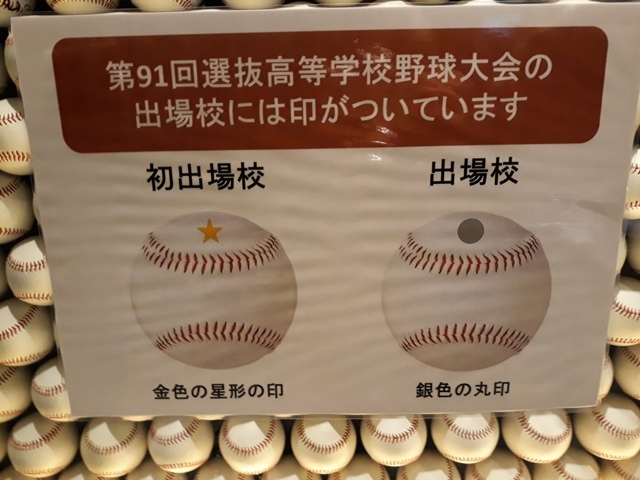 第91回選抜高等学校野球大会の
出場校には印がついています
初出場校
出場校
金色の星形の印
銀色の丸印